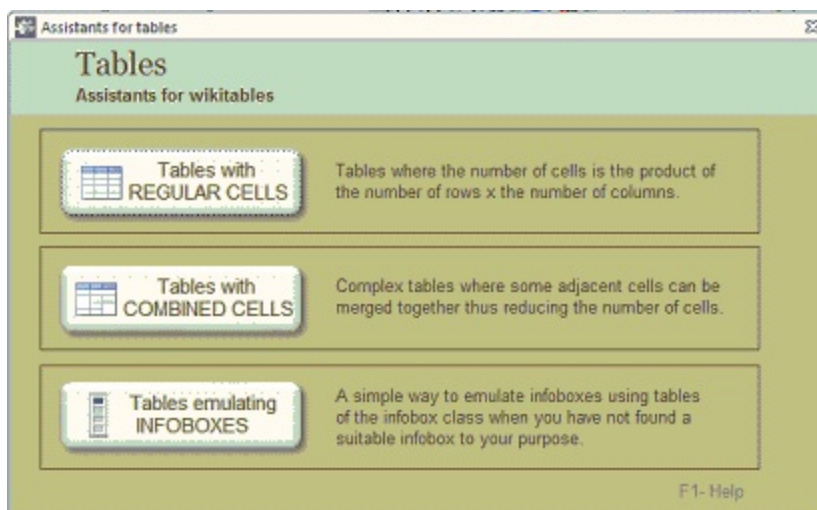 Assistants for tables
Tables
Assistants for wikitables
Tables with
REGULAR CELLS
Tables where the number of cells is the product of
the number of rows x the number of columns.
Tables with
COMBINED CELLS
Complex tables where some adjacent cells can be
merged together thus reducing the number of cells.
Tables emulating
INFOBOXES
A simple way to emulate infoboxes using tables
of the infobox class when you have not found a
suitable infobox to your purpose.
F1- Help